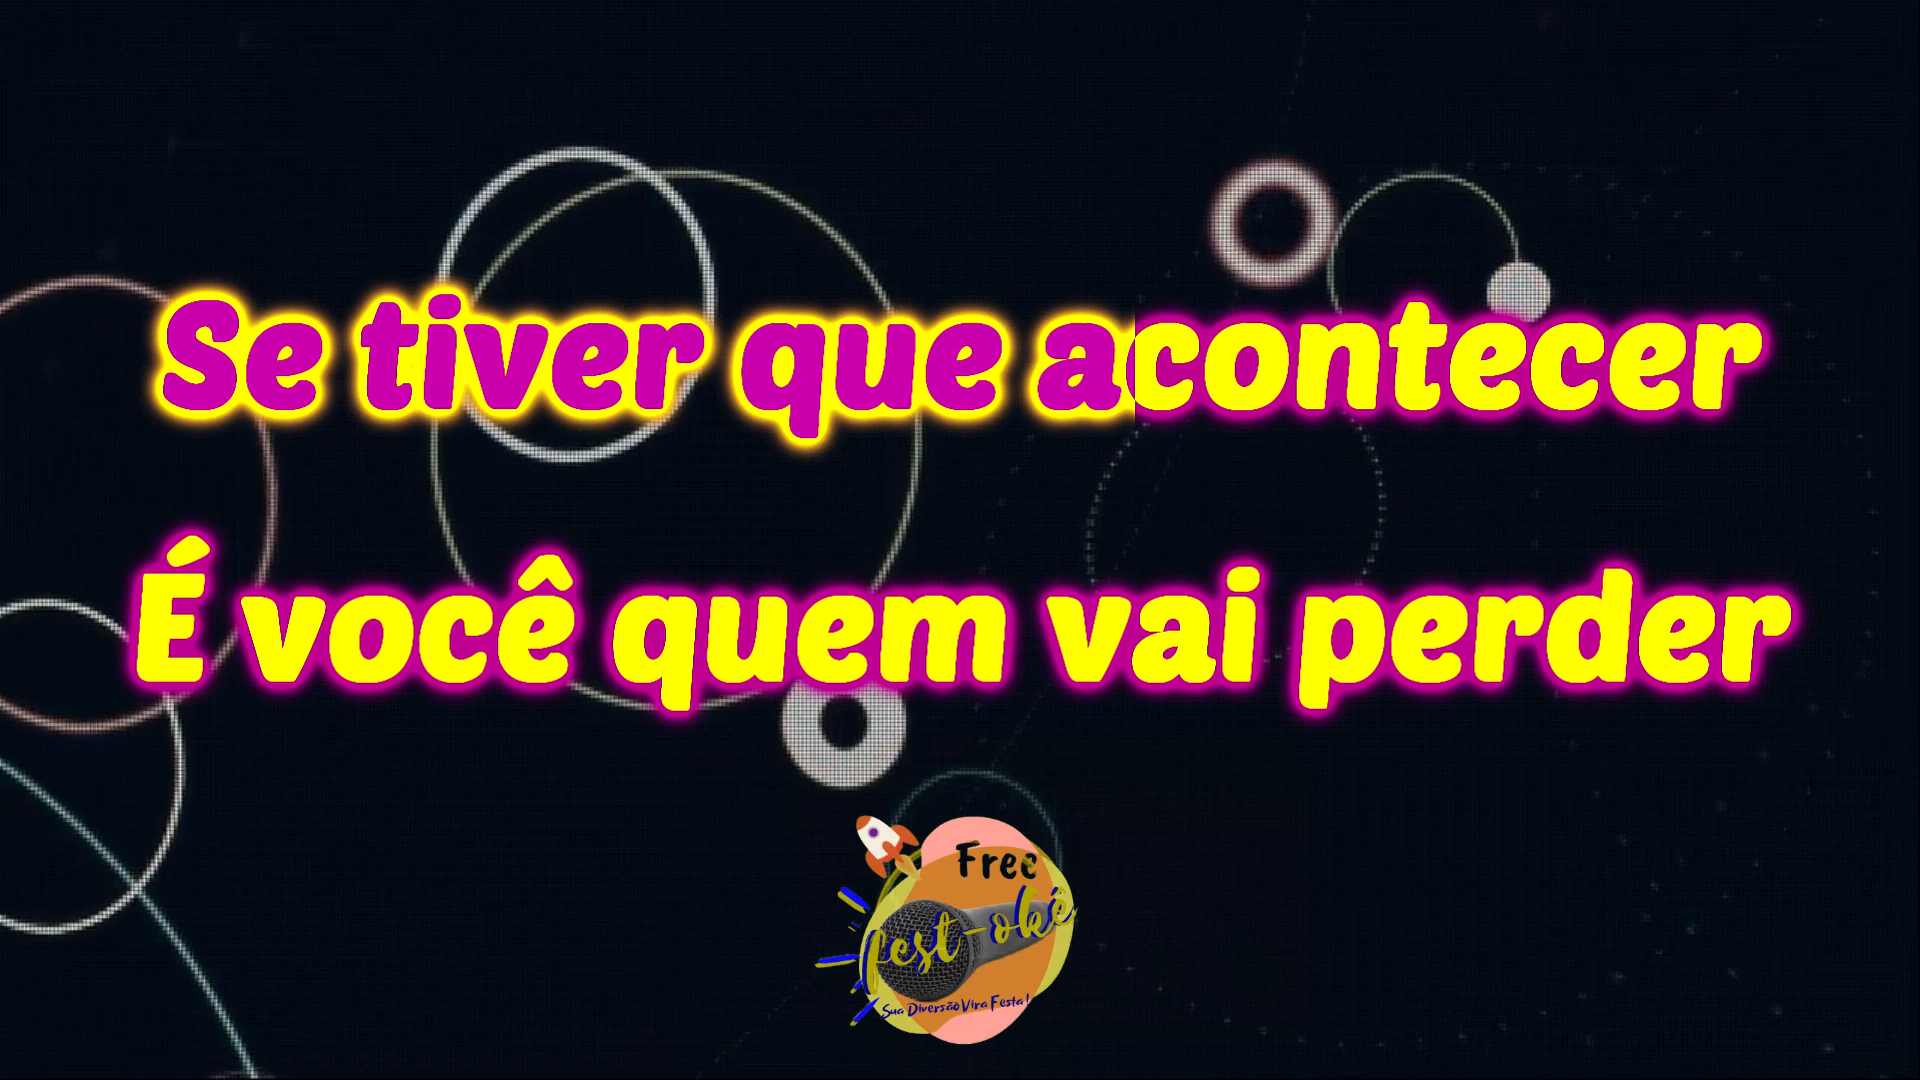 Se tiver que acontecer
É você quem vai perder
Free
fest-okê
Sua Diversão Vira Festa!